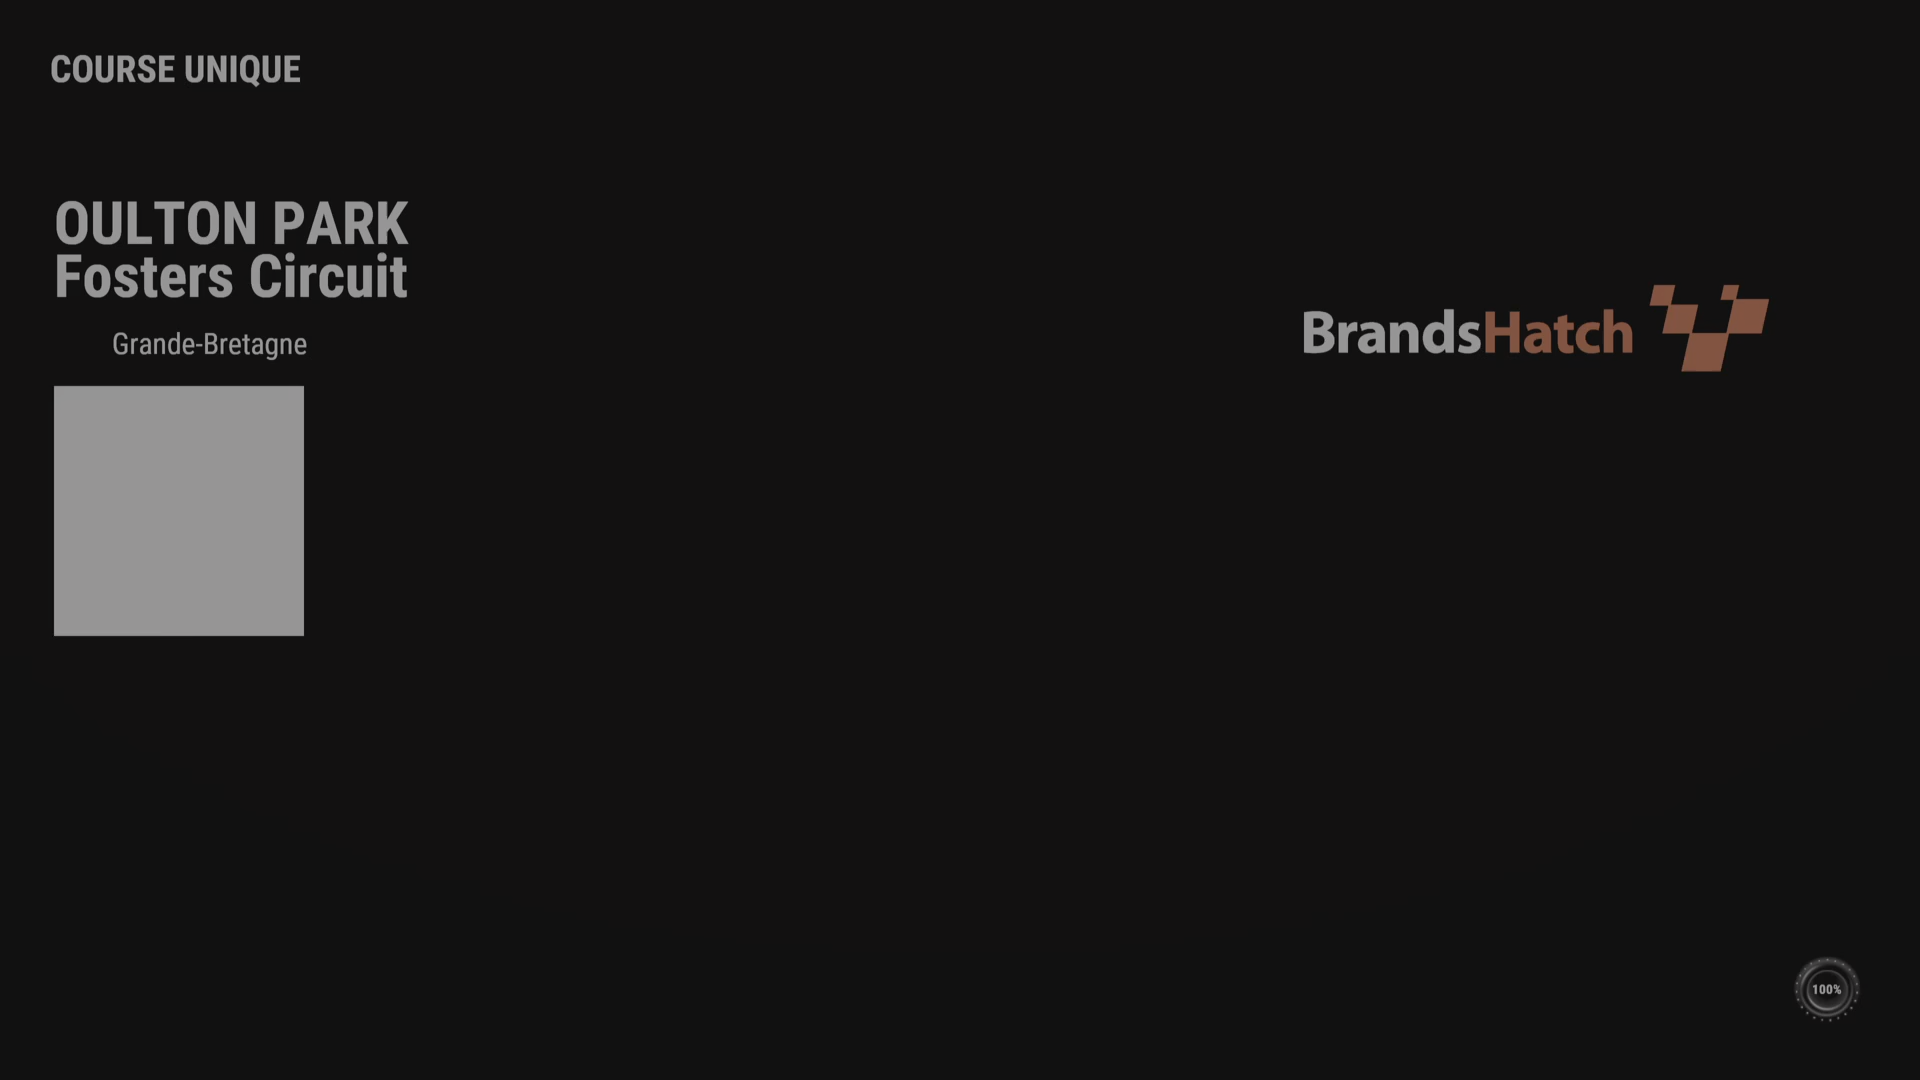 COURSE UNIQUE
OULTON PARK
Fosters Circuit
Grande-Bretagne
BrandsHatch
100%